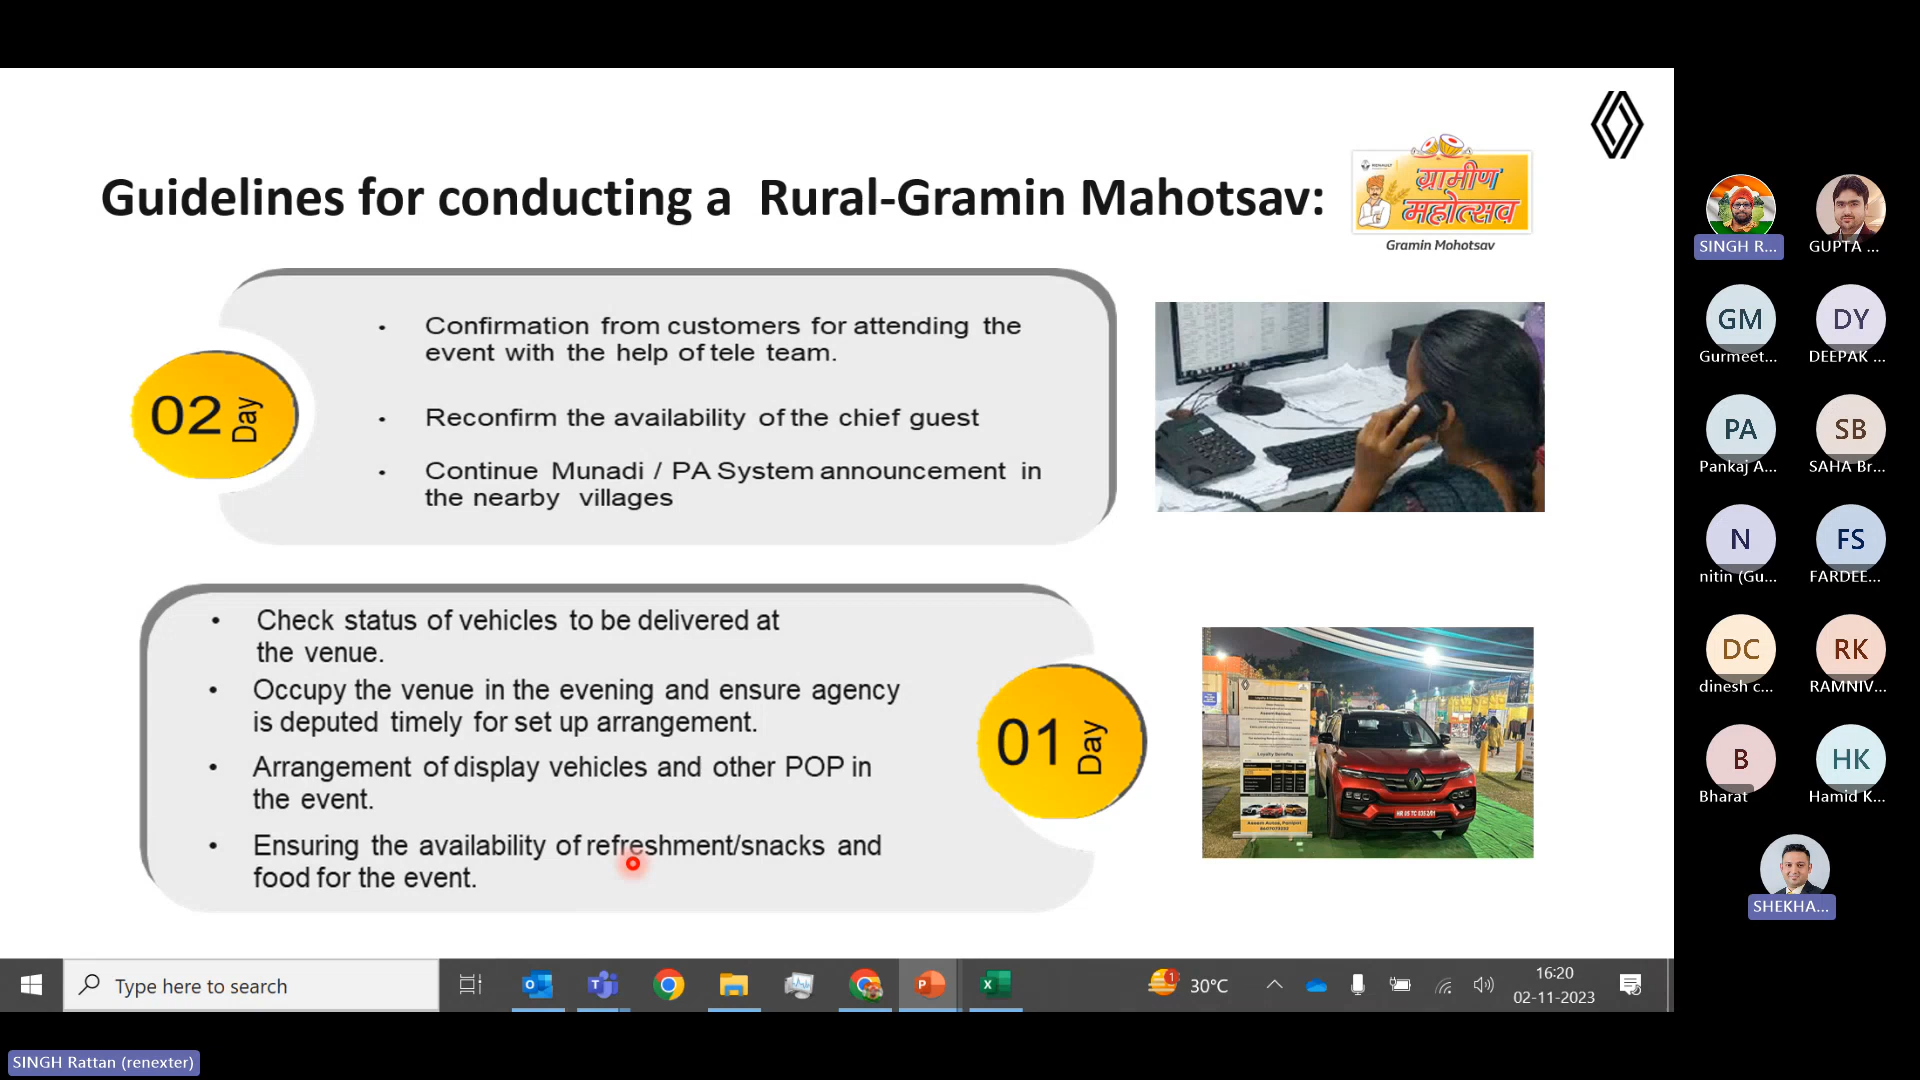 Guidelines for conducting a Rural-Gramin Mahotsav:
ग्रामीण
महोत्सव
Gramin Mohotsav
02 Day
• Confirmation from customers for attending the
event with the help of tele team.
• Reconfirm the availability of the chief guest
• Continue Munadi / PA System announcement in
the nearby villages
• Check status of vehicles to be delivered at
the venue.
• Occupy the venue in the evening and ensure agency
is deputed timely for set up arrangement.
• Arrangement of display vehicles and other POP in
the event.
• Ensuring the availability of refreshment/snacks and
food for the event.
01 Day
SINGH R...
GUPTA ...
GM
Gurmeet...
DY
DEEPAK ...
PA
Pankaj A...
SB
SAHA Br...
N
nitin (Gu...
FS
FARDEE...
DC
dinesh c...
RK
RAMNIV...
B
Bharat
HK
Hamid K...
SHEKHA...
Type here to search
1
30°C
16:20
02-11-2023
SINGH Rattan (renexter)